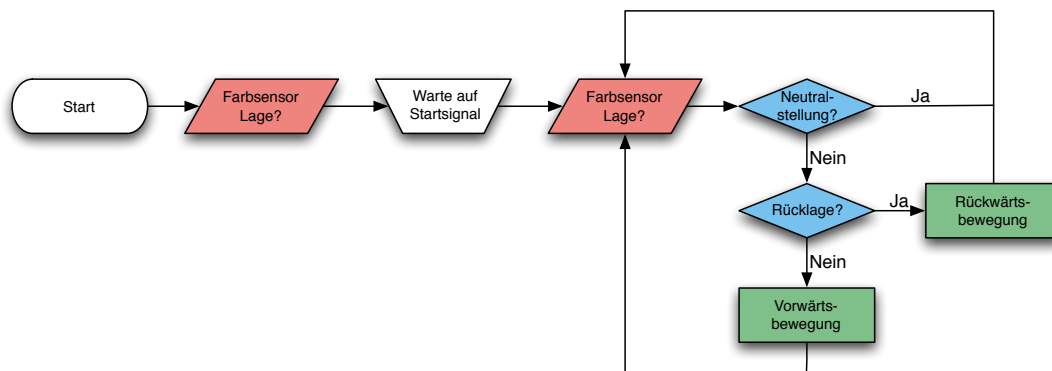 Start
Farbsensor
Lage?
Warte auf
Startsignal
Farbsensor
Lage?
Neutral-
stellung?
Ja
Nein
Rücklage?
Ja
Rückwärts-
bewegung
Nein
Vorwärts-
bewegung